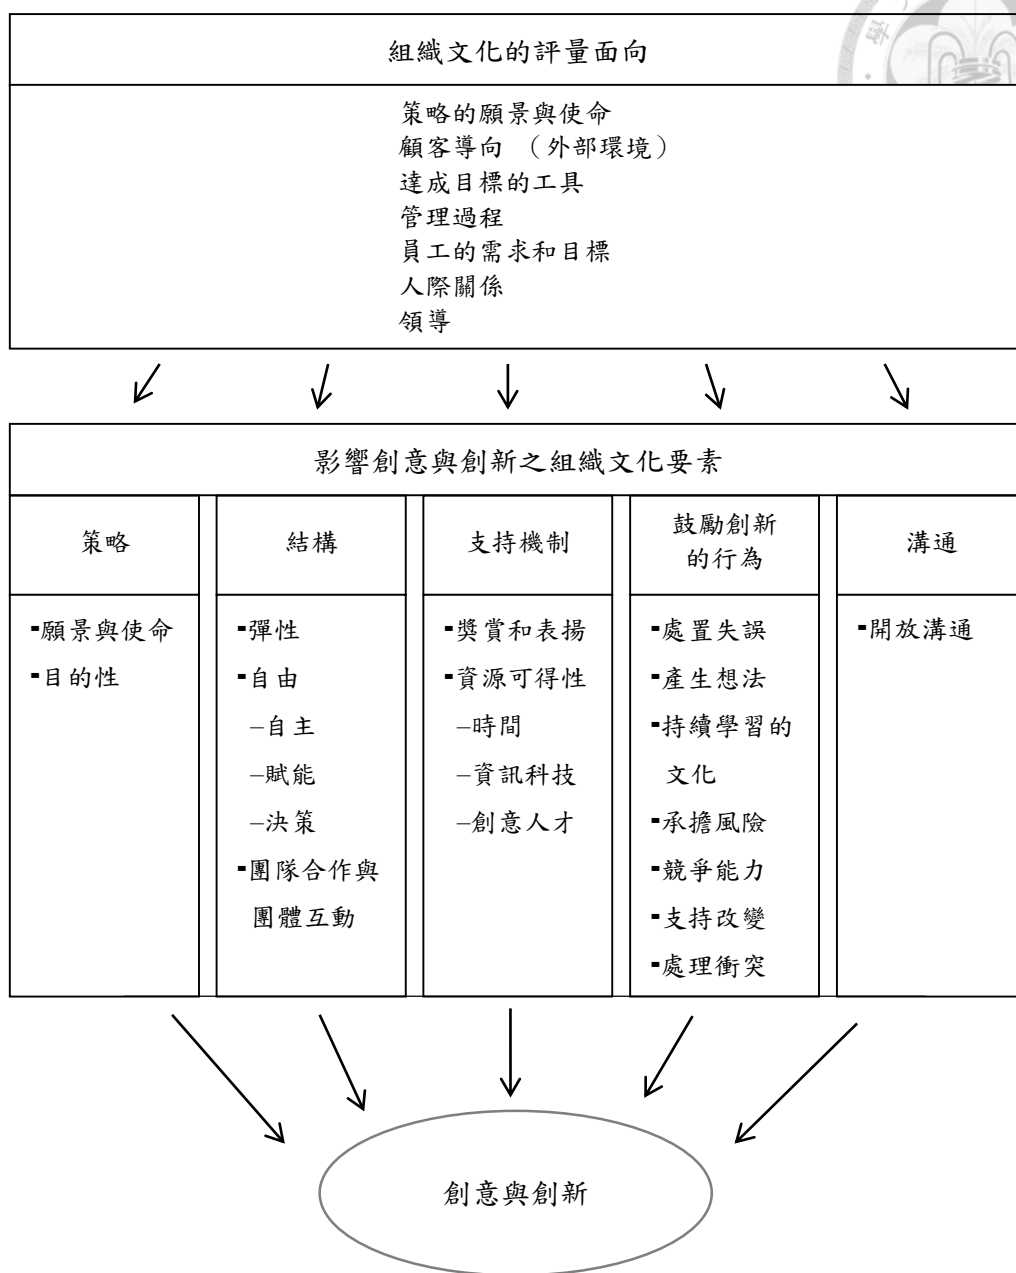 組織文化的評量面向
策略的願景與使命
顧客導向 （外部環境）
達成目標的工具
管理過程
員工的需求和目標
人際關係
領導
影響創意與創新之組織文化要素
策略
▪願景與使命
▪目的性
結構
▪彈性
▪自由
–自主
–賦能
–決策
▪團隊合作與
團體互動
支持機制
▪獎賞和表揚
▪資源可得性
–時間
–資訊科技
–創意人才
鼓勵創新
的行為
▪處置失誤
▪產生想法
▪持續學習的
文化
▪承擔風險
▪競爭能力
▪支持改變
▪處理衝突
溝通
▪開放溝通
創意與創新